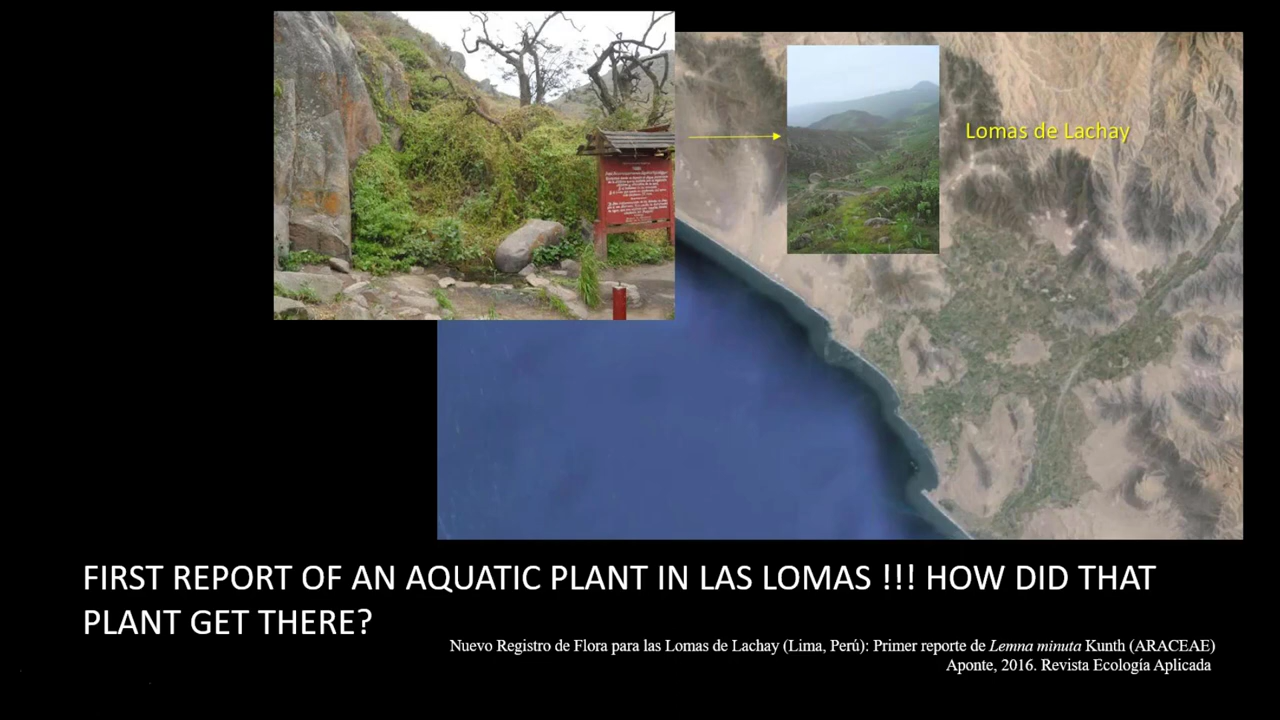 Lomas de Lachay
FIRST REPORT OF AN AQUATIC PLANT IN LAS LOMAS !!! HOW DID THAT
PLANT GET THERE?
Nuevo Registro de Flora para las Lomas de Lachay (Lima, Perú): Primer reporte de Lemna minuta Kunth (ARACEAE)
Aponte, 2016. Revista Ecología Aplicada